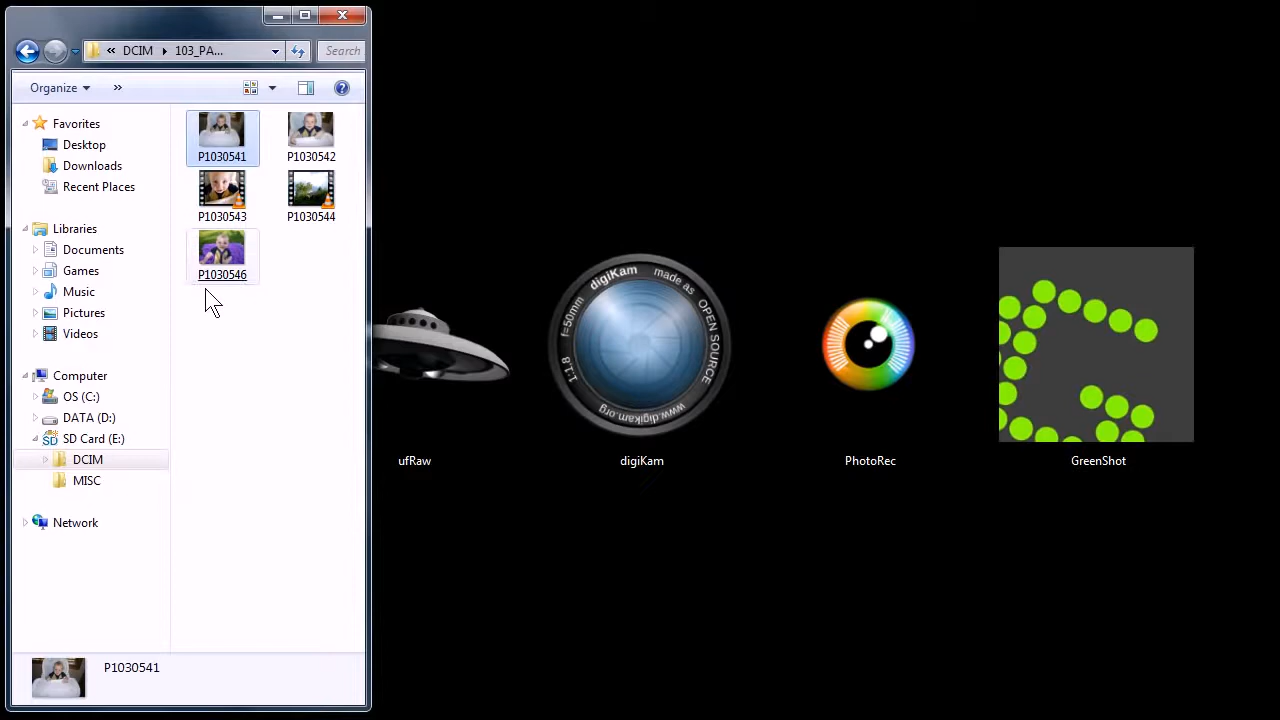 « DCIM 103_PA...
Search
Organize »
Favorites
Desktop
Downloads
Recent Places
Libraries
Documents
Games
Music
Pictures
Videos
Computer
OS (C:)
DATA (D:)
SD Card (E:)
DCIM
MISC
Network
P1030541 P1030542
P1030543 P1030544
P1030546
P1030541
digiKam made as OPEN SOURCE
f=50mm 1:1.8 www.digikam.org
ufRaw digiKam PhotoRec GreenShot